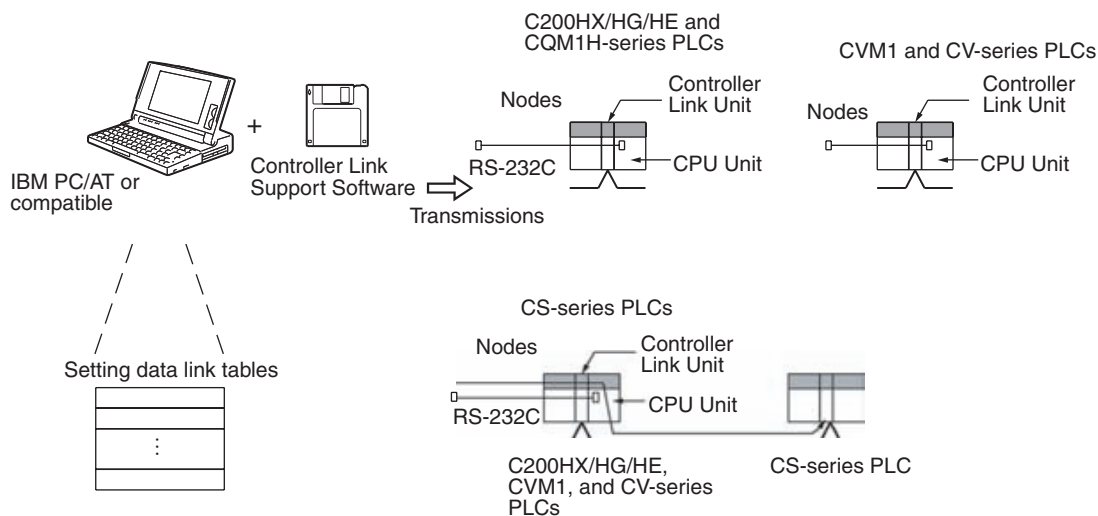 C200HX/HG/HE and
CQM1H-series PLCs
CVM1 and CV-series PLCs
Nodes
Controller
Link Unit
Nodes
Controller
Link Unit
+
RS-232C
CPU Unit
CPU Unit
IBM PC/AT or
compatible
Controller Link
Support Software
Transmissions
CS-series PLCs
Nodes
Controller
Link Unit
Setting data link tables
RS-232C
CPU Unit
C200HX/HG/HE,
CVM1, and CV-series
PLCs
CS-series PLC